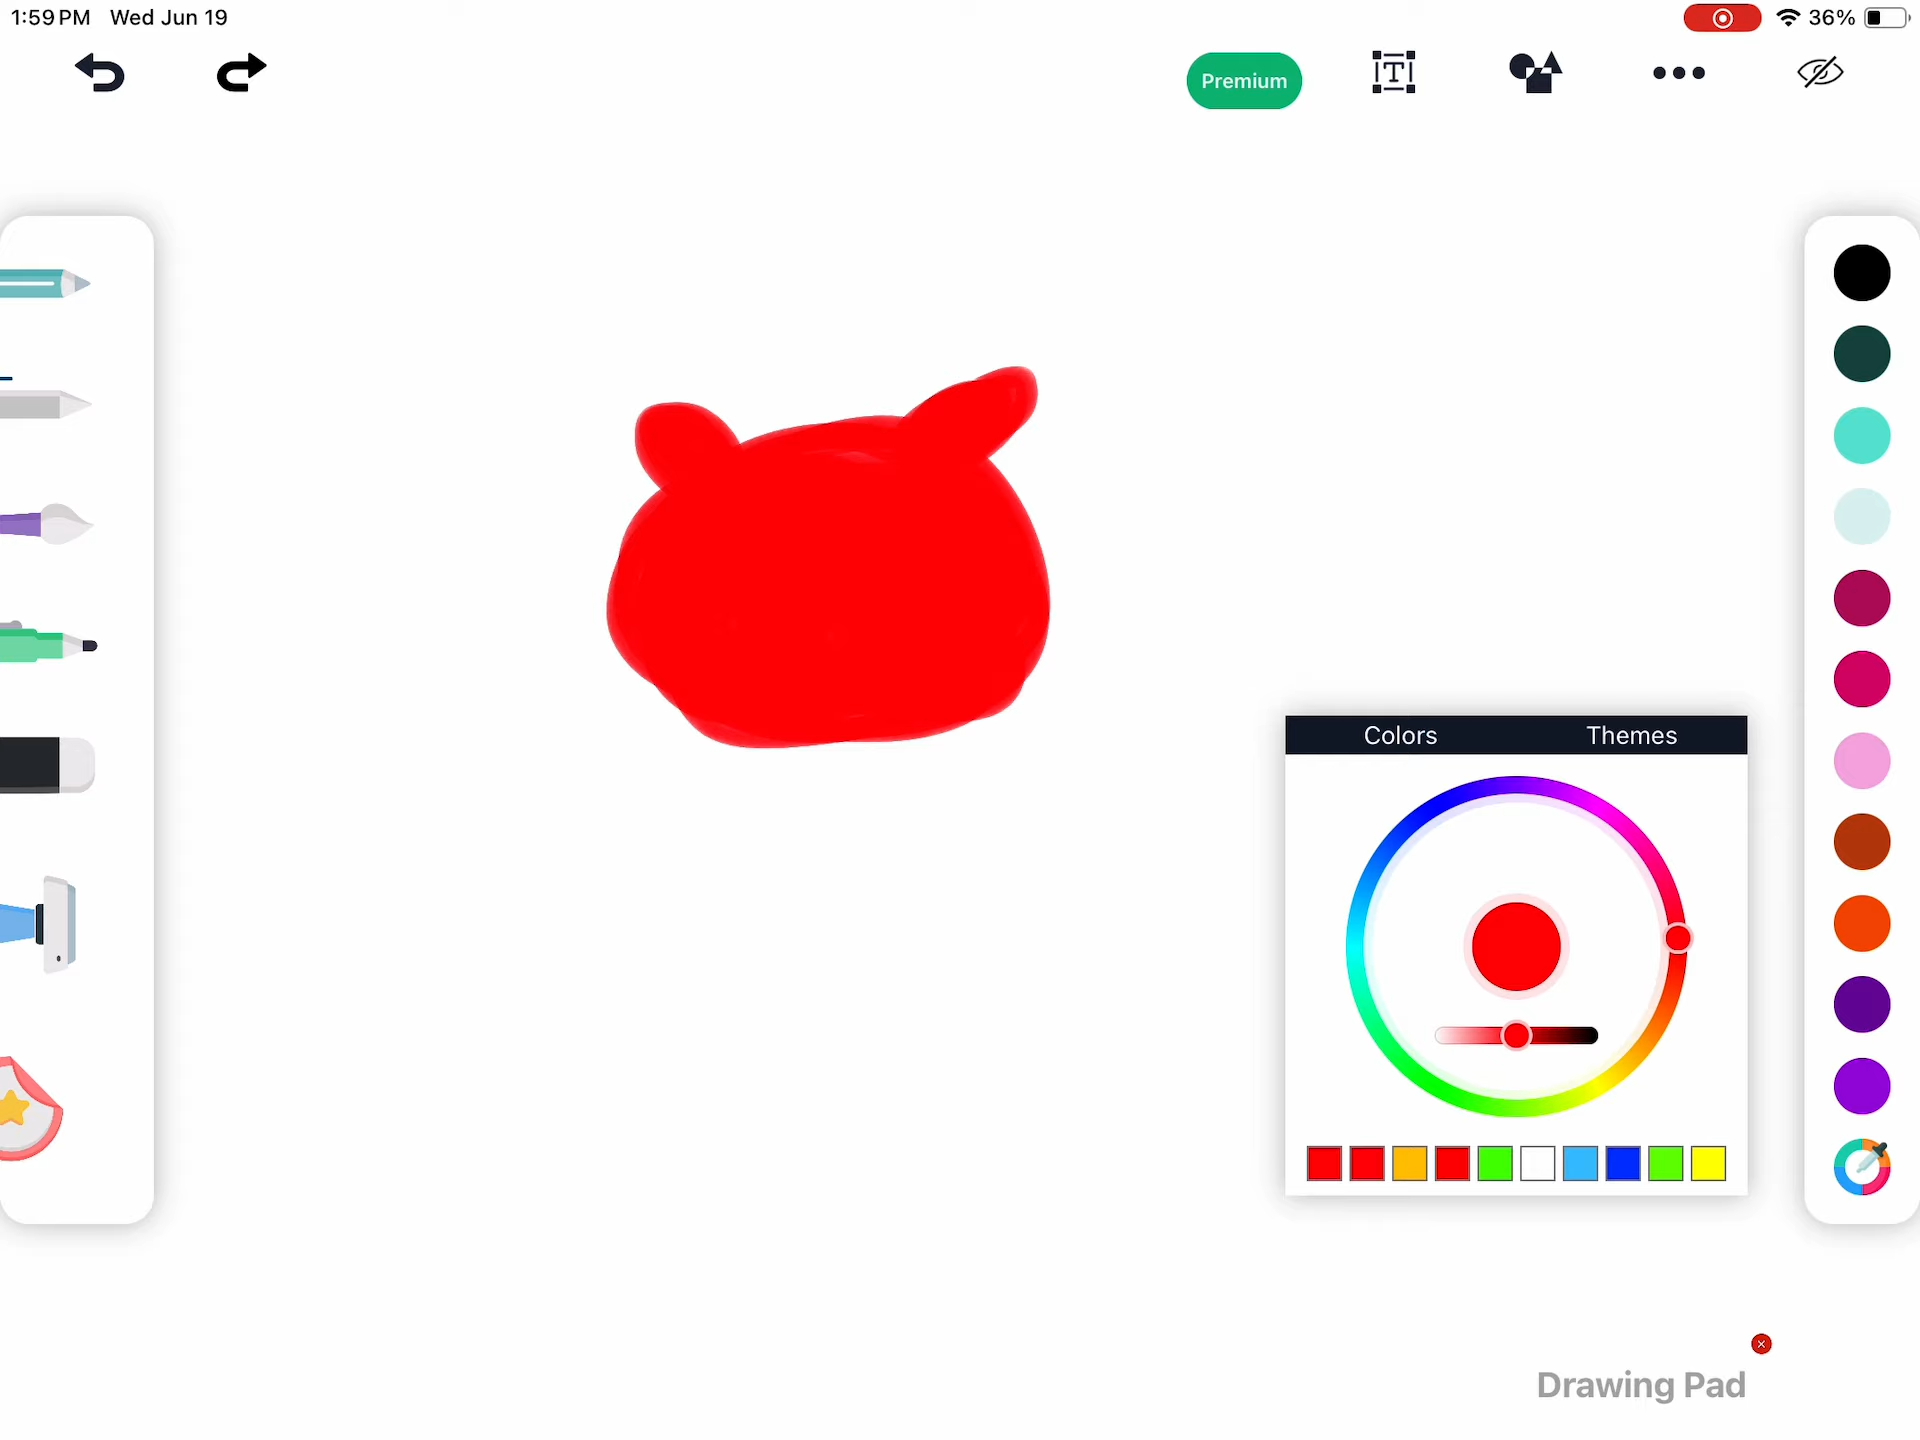 1:59 PM Wed Jun 19
36%
Premium
T
Colors Themes
Drawing Pad